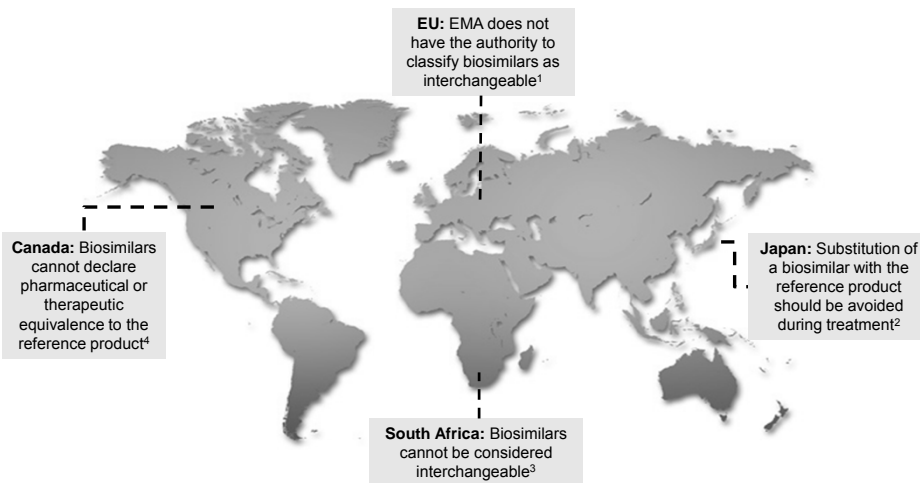 EU: EMA does not
have the authority to
classify biosimilars as
interchangeable¹
Canada: Biosimilars
cannot declare
pharmaceutical or
therapeutic
equivalence to the
reference product⁴
Japan: Substitution of
a biosimilar with the
reference product
should be avoided
during treatment²
South Africa: Biosimilars
cannot be considered
interchangeable³